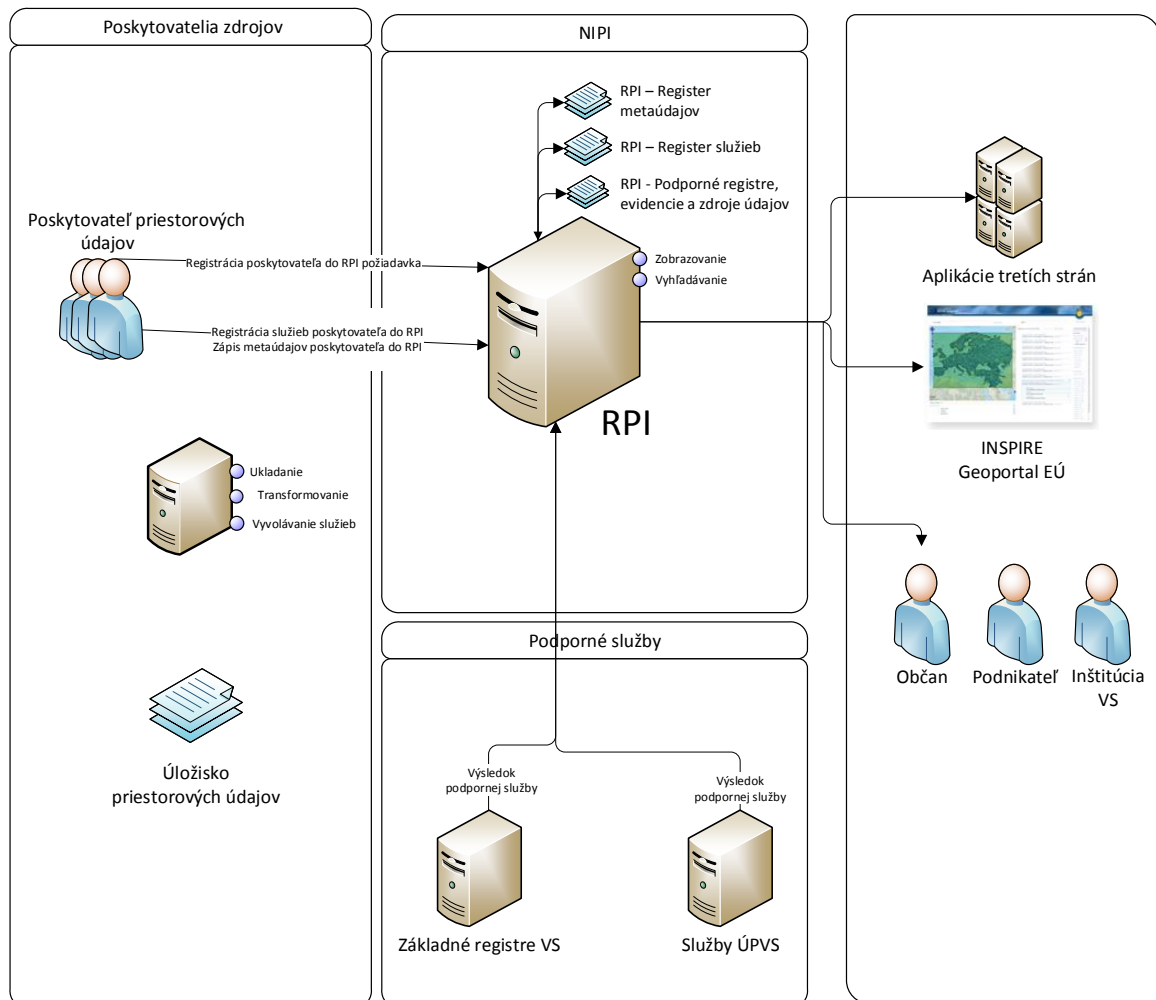 Poskytovatelia zdrojov
Poskytovateľ priestorových
údajov
Registrácia poskytovateľa do RPI požiadavka
Registrácia služieb poskytovateľa do RPI
Zápis metaúdajov poskytovateľa do RPI
Ukladanie
Transformovanie
Vyvolávanie služieb
Úložisko
priestorových údajov
NIPI
RPI – Register
metaúdajov
RPI – Register služieb
RPI - Podporné registre,
evidencie a zdroje údajov
Zobrazovanie
Vyhľadávanie
RPI
Podporné služby
Výsledok
podpornej služby
Výsledok
podpornej služby
Základné registre VS
Služby ÚPVS
Aplikácie tretích strán
INSPIRE
Geoportal EÚ
Občan
Podnikateľ
Inštitúcia
VS